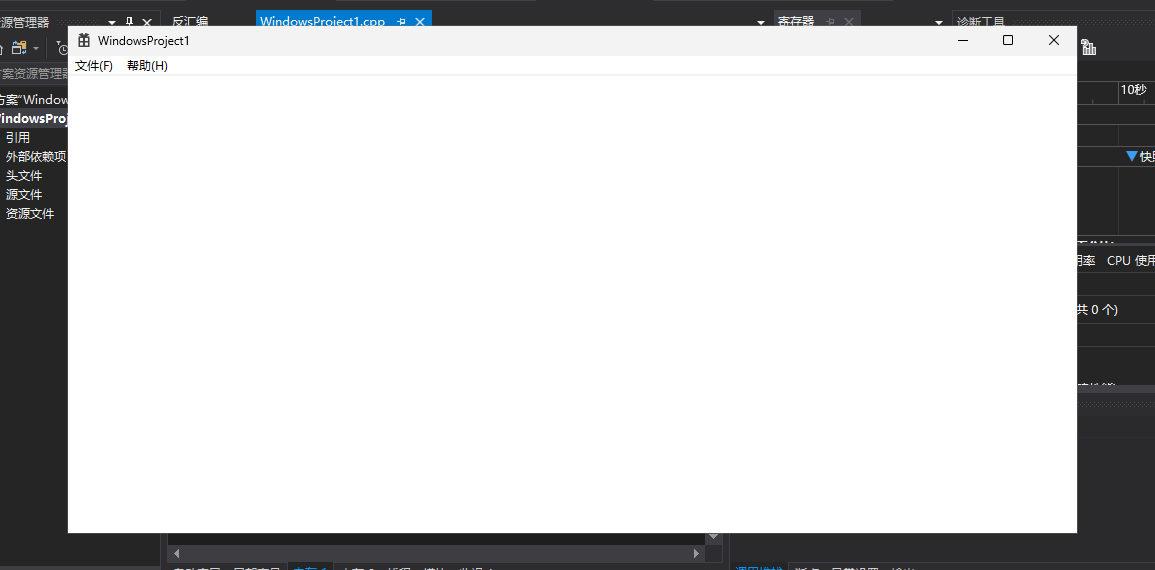 源管理器
反汇编
WindowsProject1.cpp
寄存器
诊断工具
WindowsProject1
文件(F) 帮助(H)
案资源管理器
方案"Window
indowsProj
引用
外部依赖项
头文件
源文件
资源文件
10秒
快照
用率 CPU 使用
共 0 个)